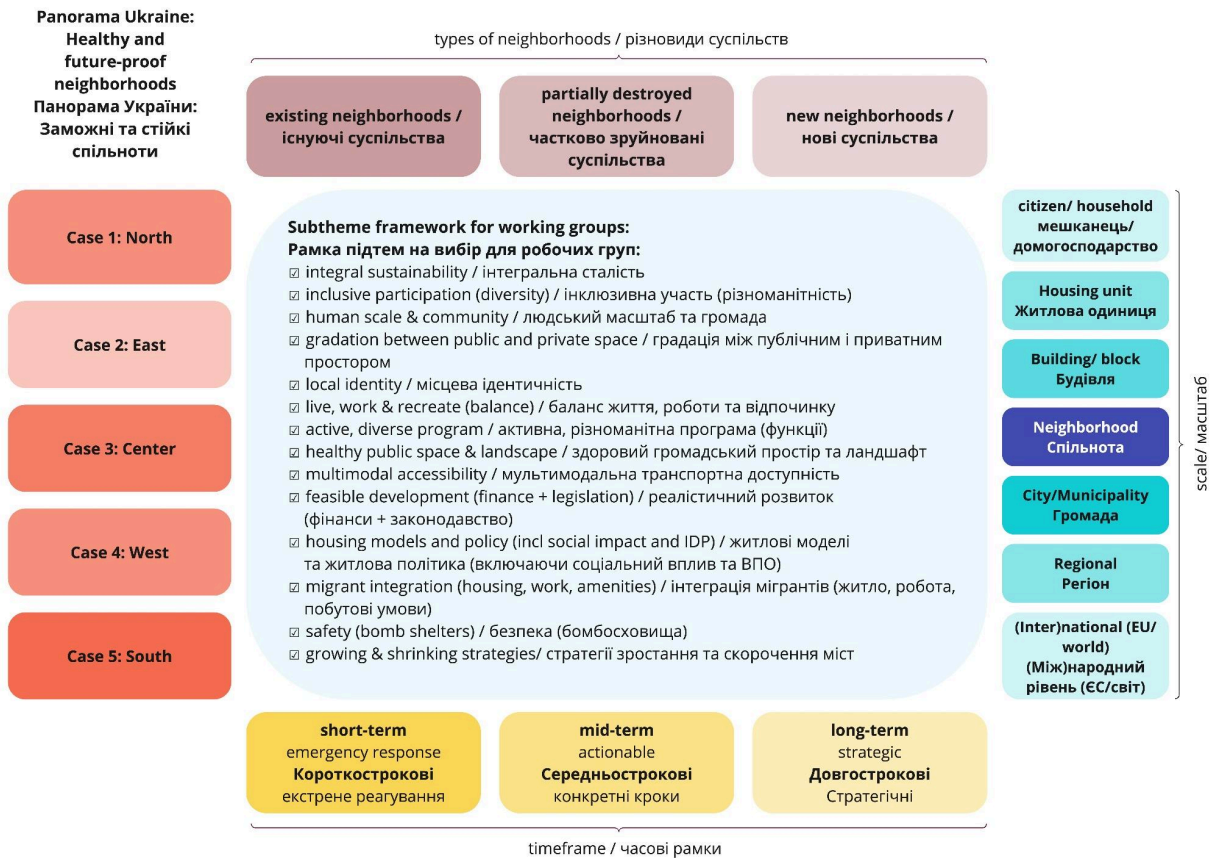 Panorama Ukraine:
Healthy and
future-proof
neighborhoods
Панорама України:
Заможні та стійкі
спільноти
types of neighborhoods / різновиди суспільств
existing neighborhoods /
існуючі суспільства
partially destroyed
neighborhoods /
частково зруйновані
суспільства
new neighborhoods /
нові суспільства
Case 1: North
Case 2: East
Case 3: Center
Case 4: West
Case 5: South
Subtheme framework for working groups:
Рамка підтем на вибір для робочих груп:
☑ integral sustainability / інтегральна сталість
☑ inclusive participation (diversity) / інклюзивна участь (різноманітність)
☑ human scale & community / людський масштаб та громада
☑ gradation between public and private space / градація між публічним і приватним
простором
☑ local identity / місцева ідентичність
☑ live, work & recreate (balance) / баланс життя, роботи та відпочинку
☑ active, diverse program / активна, різноманітна програма (функції)
☑ healthy public space & landscape / здоровий громадський простір та ландшафт
☑ multimodal accessibility / мультимодальна транспортна доступність
☑ feasible development (finance + legislation) / реалістичний розвиток
(фінанси + законодавство)
☑ housing models and policy (incl social impact and IDP) / житлові моделі
та житлова політика (включаючи соціальний вплив та ВПО)
☑ migrant integration (housing, work, amenities) / інтеграція мігрантів (житло, робота,
побутові умови)
☑ safety (bomb shelters) / безпека (бомбосховища)
☑ growing & shrinking strategies/ стратегії зростання та скорочення міст
citizen/ household
мешканець/
домогосподарство
Housing unit
Житлова одиниця
Building/ block
Будівля
Neighborhood
Спільнота
City/Municipality
Громада
Regional
Регіон
(Inter)national (EU/
world)
(Між)народний
рівень (ЄС/світ)
scale/ масштаб
short-term
emergency response
Короткострокові
екстрене реагування
mid-term
actionable
Середньострокові
конкретні кроки
long-term
strategic
Довгострокові
Стратегічні
timeframe / часові рамки